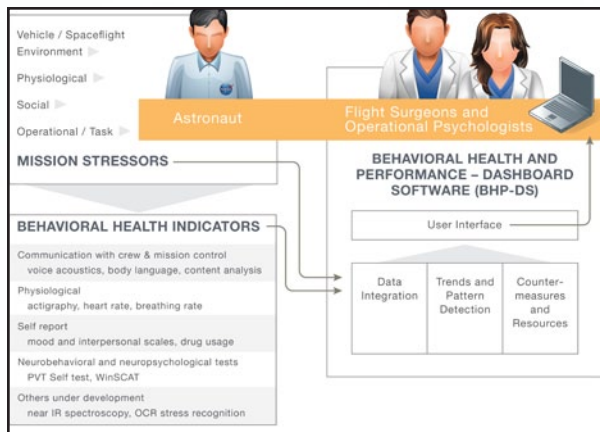 Vehicle / Spaceflight
Environment
Physiological
Social
Operational / Task
MISSION STRESSORS
Astronaut
Flight Surgeons and
Operational Psychologists
BEHAVIORAL HEALTH INDICATORS
Communication with crew & mission control
voice acoustics, body language, content analysis
Physiological
actigraphy, heart rate, breathing rate
Self report
mood and interpersonal scales, drug usage
Neurobehavioral and neuropsychological tests
PVT Self test, WinSCAT
Others under development
near IR spectroscopy, OCR stress recognition
BEHAVIORAL HEALTH AND
PERFORMANCE – DASHBOARD
SOFTWARE (BHP-DS)
User Interface
Data
Integration
Trends and
Pattern
Detection
Counter-
measures
and
Resources